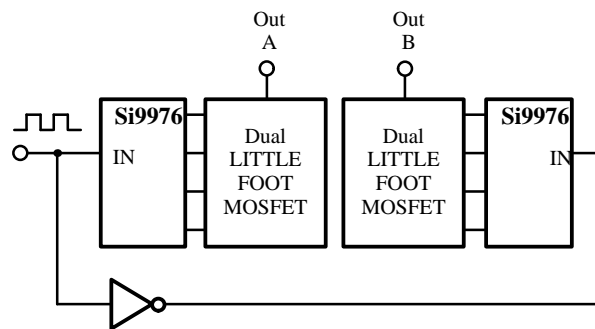 Out
A
Out
B
Si9976
IN
Dual
LITTLE
FOOT
MOSFET
Dual
LITTLE
FOOT
MOSFET
Si9976
IN